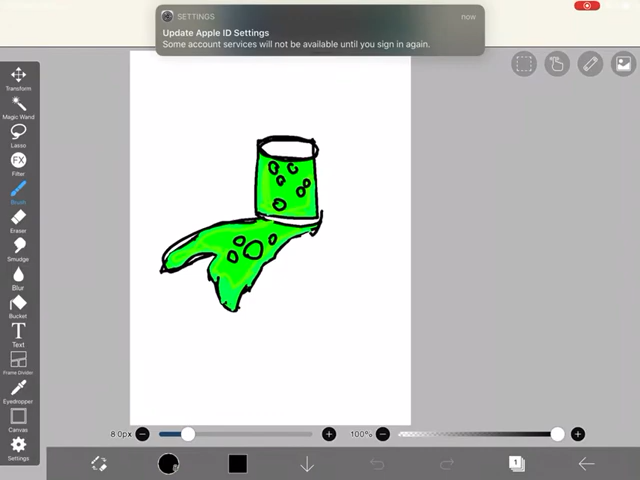 SETTINGS
now
Update Apple ID Settings
Some account services will not be available until you sign in again.
Transform
Magic Wand
Lasso
FX
Filter
Brush
Eraser
Smudge
Blur
Bucket
T
Text
Frame Divider
Eyedropper
Canvas
Settings
8.0px
100%
1